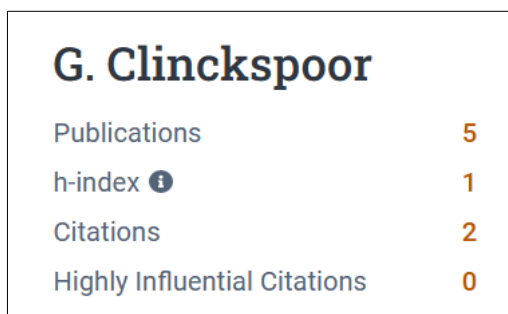 G. Clinckspoor
Publications 5
h-index 1
Citations 2
Highly Influential Citations 0